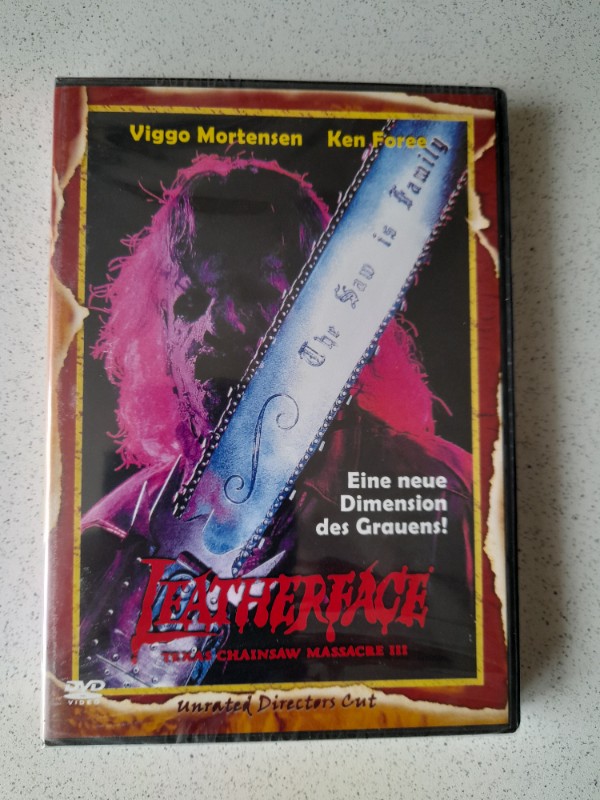 Viggo Mortensen Ken Foree
The Saw is Family
Eine neue
Dimension
des Grauens!
LEATHERFACE
TEXAS CHAINSAW MASSACRE III
DVD
VIDEO
Unrated Directors Cut